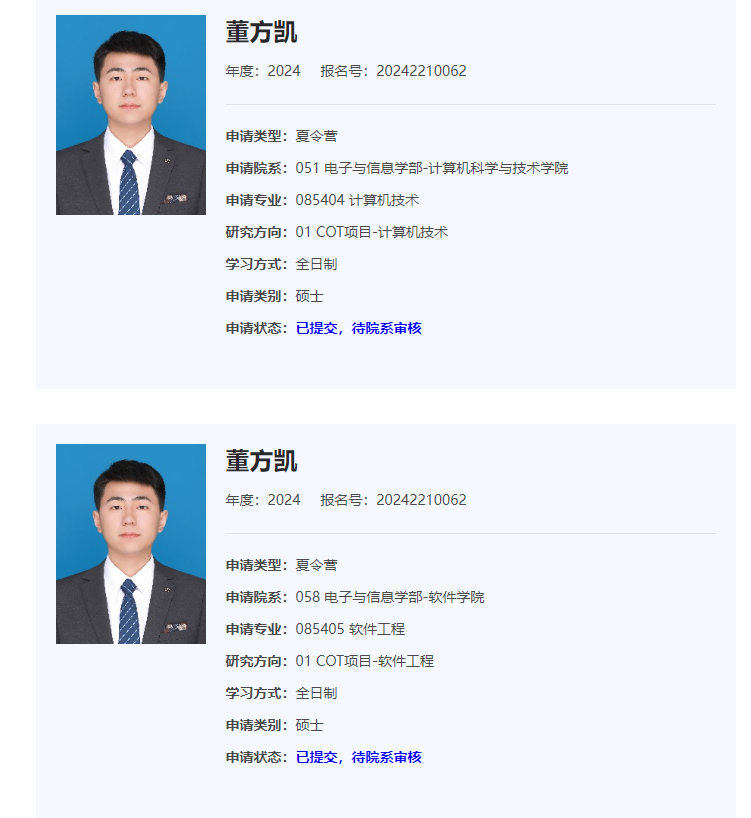 董方凯
年度：2024 报名号：20242210062
申请类型：夏令营
申请院系：051 电子与信息学部-计算机科学与技术学院
申请专业：085404 计算机技术
研究方向：01 COT项目-计算机技术
学习方式：全日制
申请类别：硕士
申请状态：已提交，待院系审核
董方凯
年度：2024 报名号：20242210062
申请类型：夏令营
申请院系：058 电子与信息学部-软件学院
申请专业：085405 软件工程
研究方向：01 COT项目-软件工程
学习方式：全日制
申请类别：硕士
申请状态：已提交，待院系审核